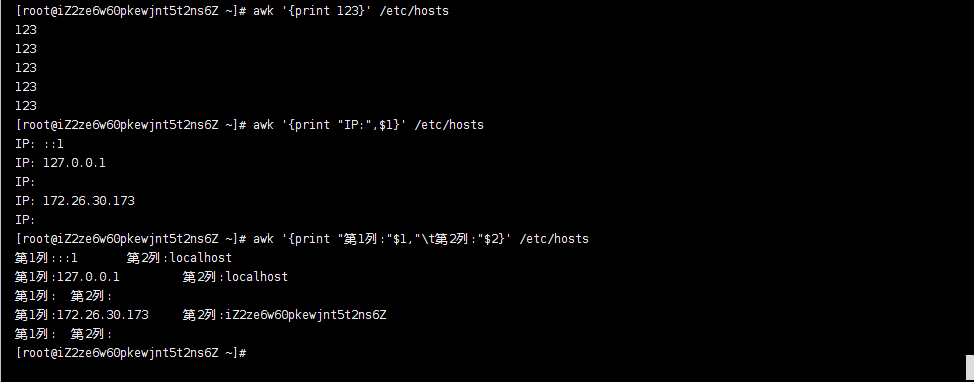 [root@iZ2ze6w60pkewjnt5t2ns6Z ~]# awk '{print 123}' /etc/hosts
123
123
123
123
123
[root@iZ2ze6w60pkewjnt5t2ns6Z ~]# awk '{print "IP:",$1}' /etc/hosts
IP: ::1
IP: 127.0.0.1
IP:
IP: 172.26.30.173
IP:
[root@iZ2ze6w60pkewjnt5t2ns6Z ~]# awk '{print "第1列:"$1,"\t第2列:"$2}' /etc/hosts
第1列:::1 	第2列:localhost
第1列:127.0.0.1 	第2列:localhost
第1列: 	第2列:
第1列:172.26.30.173 	第2列:iZ2ze6w60pkewjnt5t2ns6Z
第1列: 	第2列:
[root@iZ2ze6w60pkewjnt5t2ns6Z ~]#